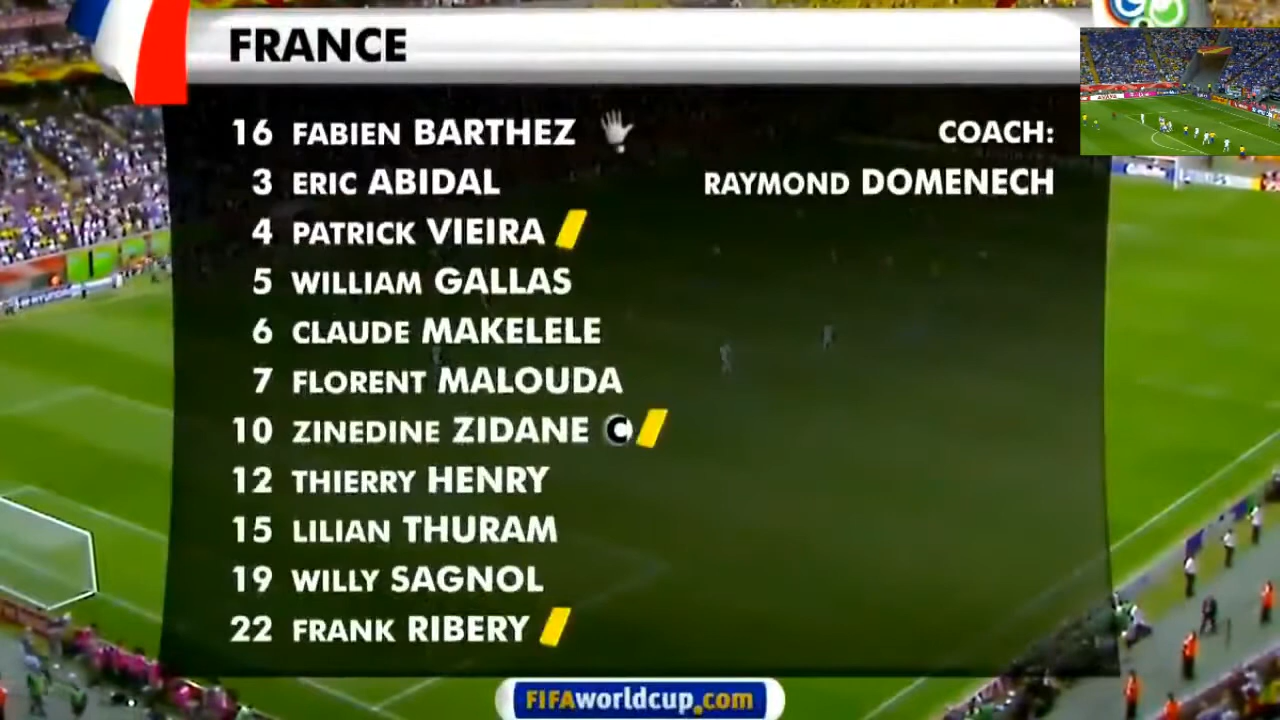 FRANCE
16 FABIEN BARTHEZ
3 ERIC ABIDAL
4 PATRICK VIEIRA
5 WILLIAM GALLAS
6 CLAUDE MAKELELE
7 FLORENT MALOUDA
10 ZINEDINE ZIDANE C
12 THIERRY HENRY
15 LILIAN THURAM
19 WILLY SAGNOL
22 FRANK RIBERY
COACH:
RAYMOND DOMENECH
FIFAworldcup.com